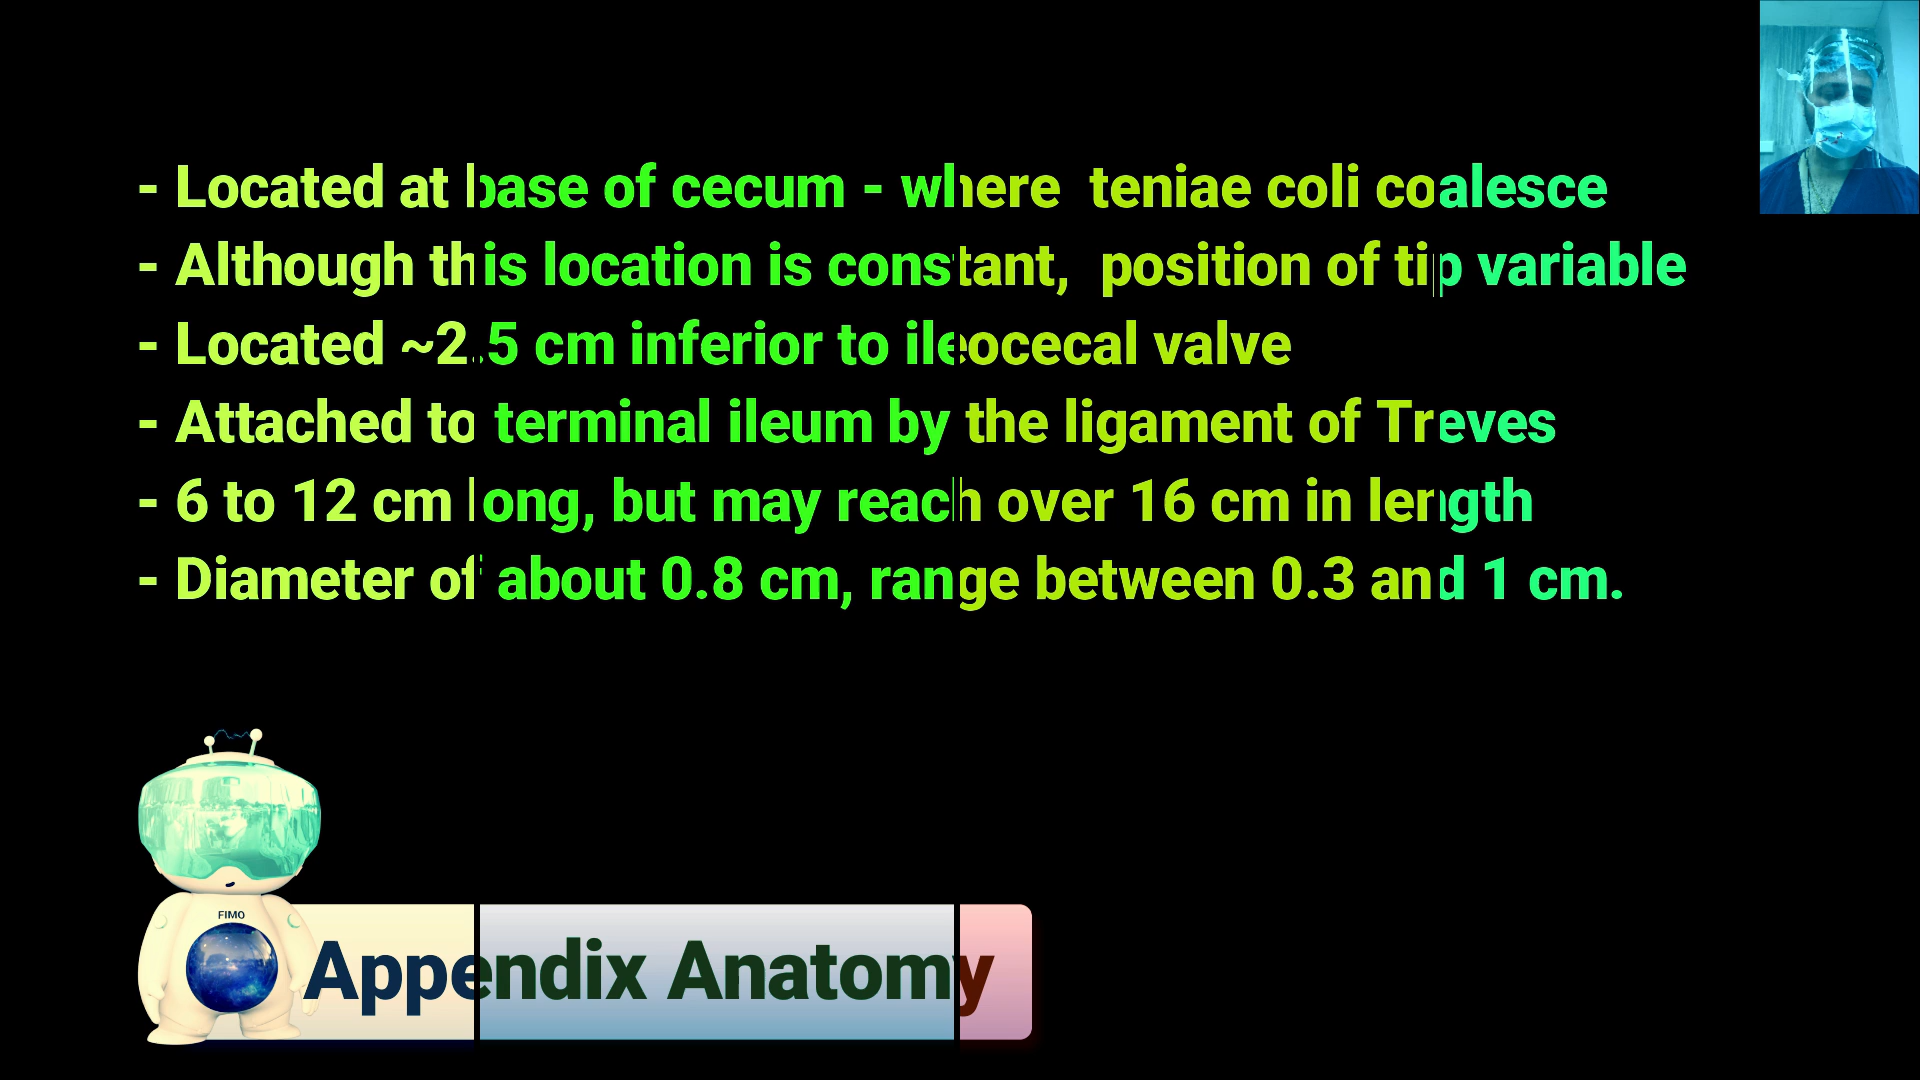 - Located at base of cecum - where teniae coli coalesce
- Although this location is constant, position of tip variable
- Located ~2.5 cm inferior to ileocecal valve
- Attached to terminal ileum by the ligament of Treves
- 6 to 12 cm long, but may reach over 16 cm in length
- Diameter of about 0.8 cm, range between 0.3 and 1 cm.
FIMO
Appendix Anatomy